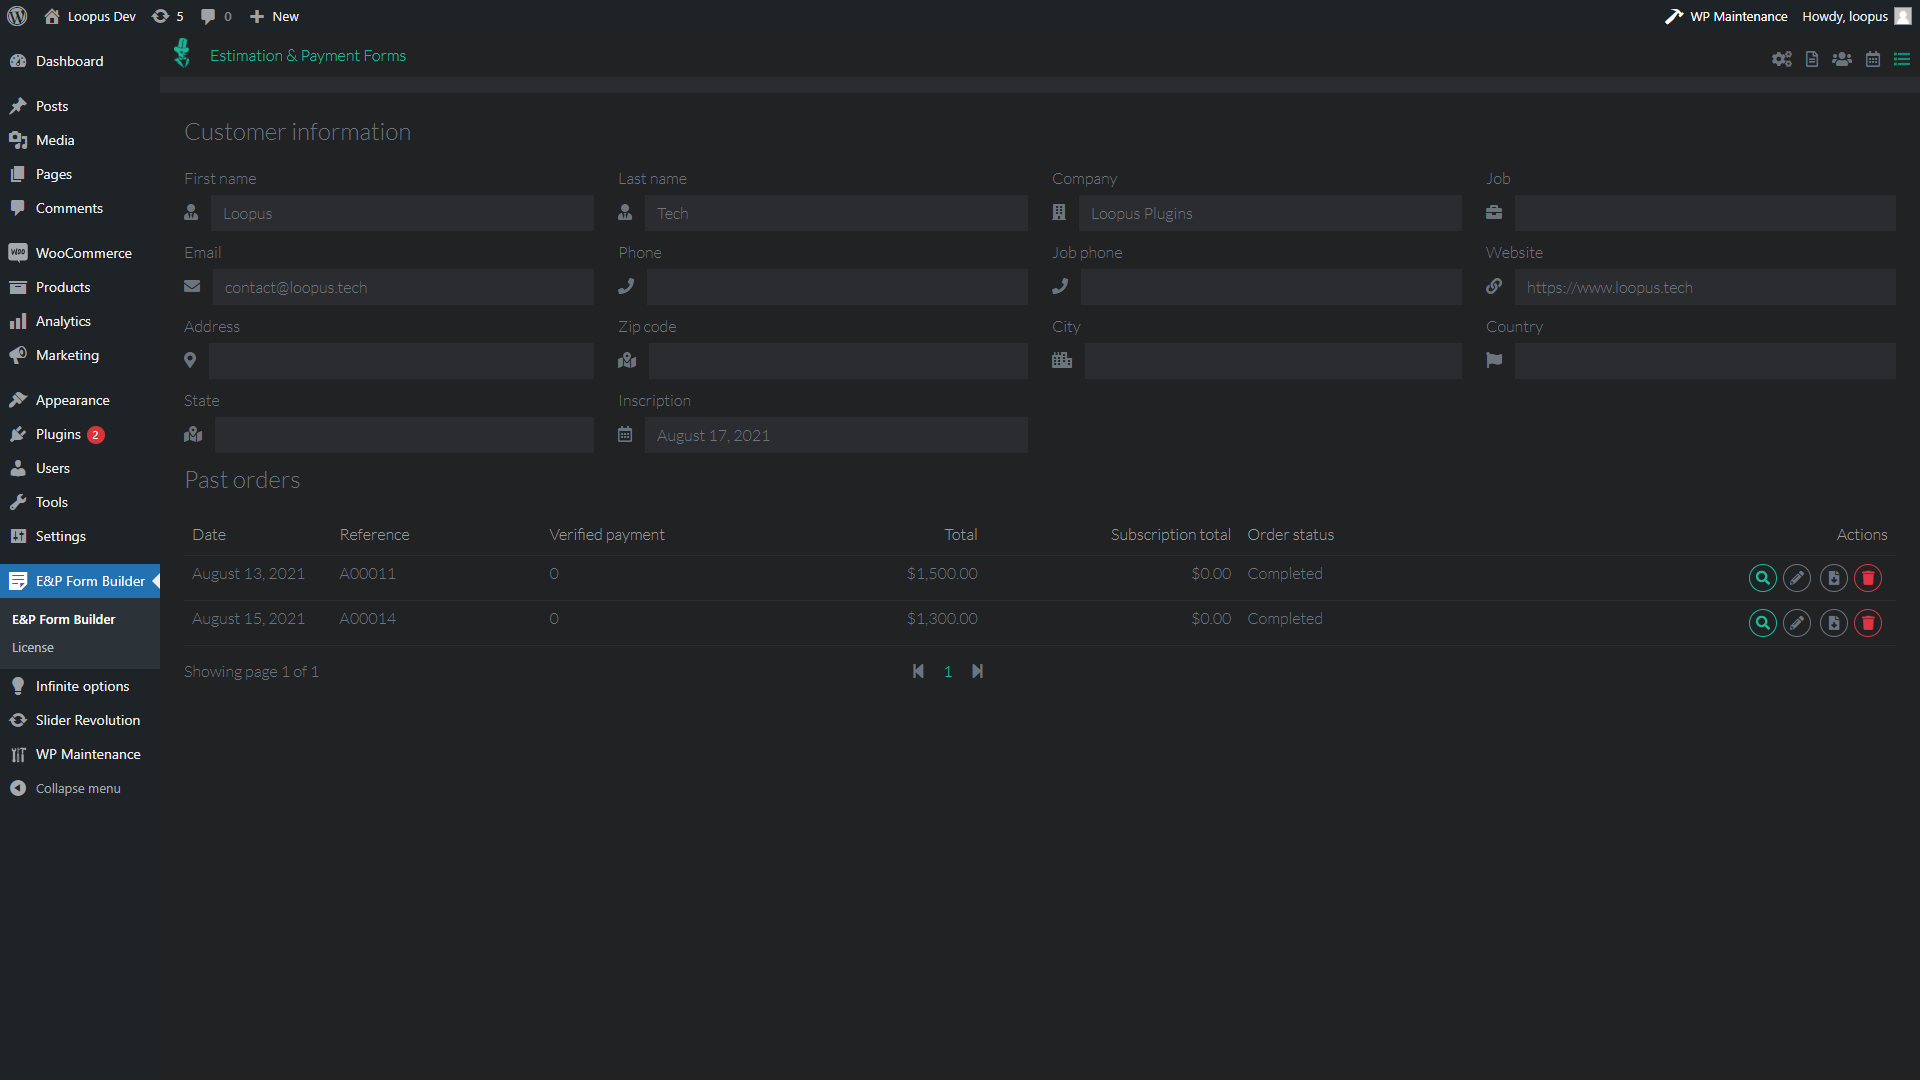 Loopus Dev 5 0 New WP Maintenance Howdy, loopus
Estimation & Payment Forms
Dashboard
Posts
Media
Pages
Comments
WooCommerce
Products
Analytics
Marketing
Appearance
Plugins 2
Users
Tools
Settings
E&P Form Builder
E&P Form Builder
License
Infinite options
Slider Revolution
WP Maintenance
Collapse menu
Customer information
First name Last name Company Job
Loopus Tech Loopus Plugins
Email Phone Job phone Website
contact@loopus.tech https://www.loopus.tech
Address Zip code City Country
State Inscription
August 17, 2021
Past orders
Date Reference Verified payment Total Subscription total Order status Actions
August 13, 2021 A00011 0 $1,500.00 $0.00 Completed
August 15, 2021 A00014 0 $1,300.00 $0.00 Completed
Showing page 1 of 1 1